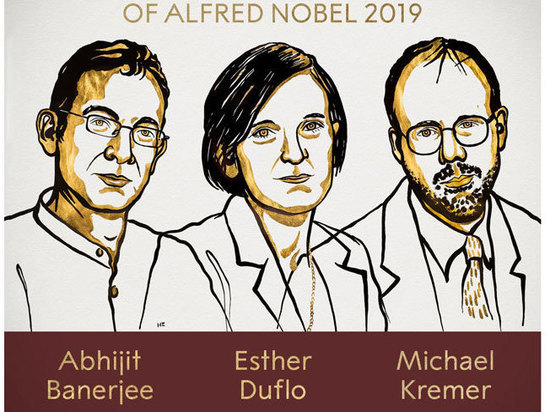 OF ALFRED NOBEL 2019
Abhijit
Banerjee
Esther
Duflo
Michael
Kremer